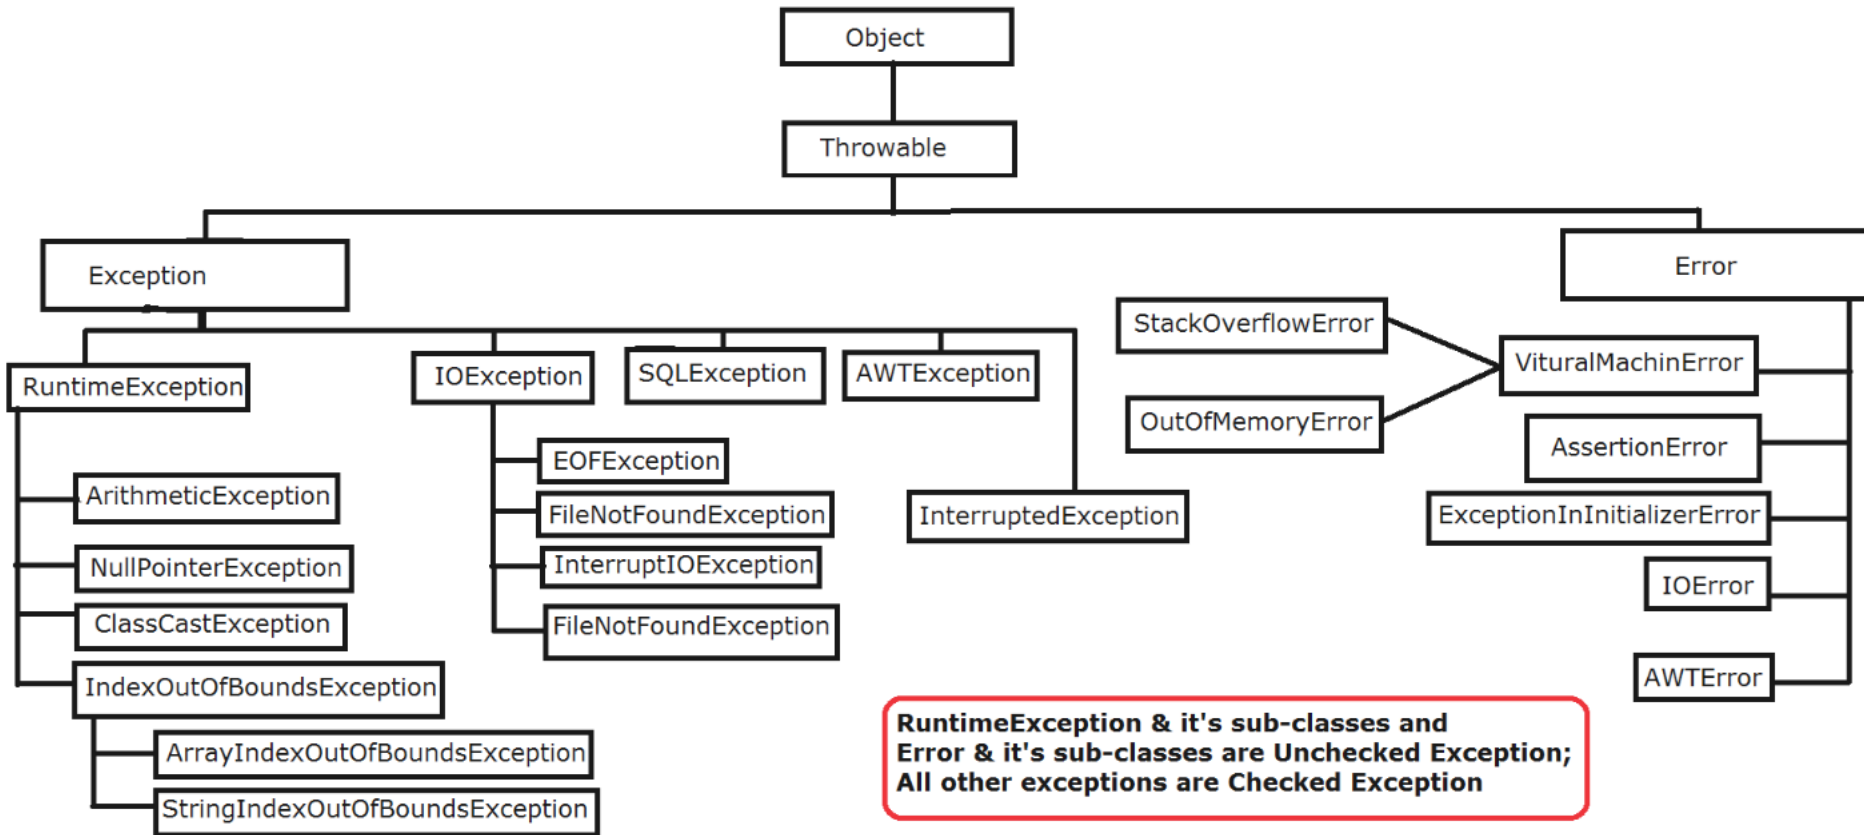 Object
Throwable
Exception
Error
RuntimeException
IOException
SQLException
AWTException
StackOverflowError
VituralMachinError
OutOfMemoryError
AssertionError
EOFException
ArithmeticException
FileNotFoundException
InterruptedException
ExceptionInInitializerError
NullPointerException
InterruptIOException
IOError
ClassCastException
FileNotFoundException
IndexOutOfBoundsException
AWTError
ArrayIndexOutOfBoundsException
StringIndexOutOfBoundsException
RuntimeException & it's sub-classes and
Error & it's sub-classes are Unchecked Exception;
All other exceptions are Checked Exception